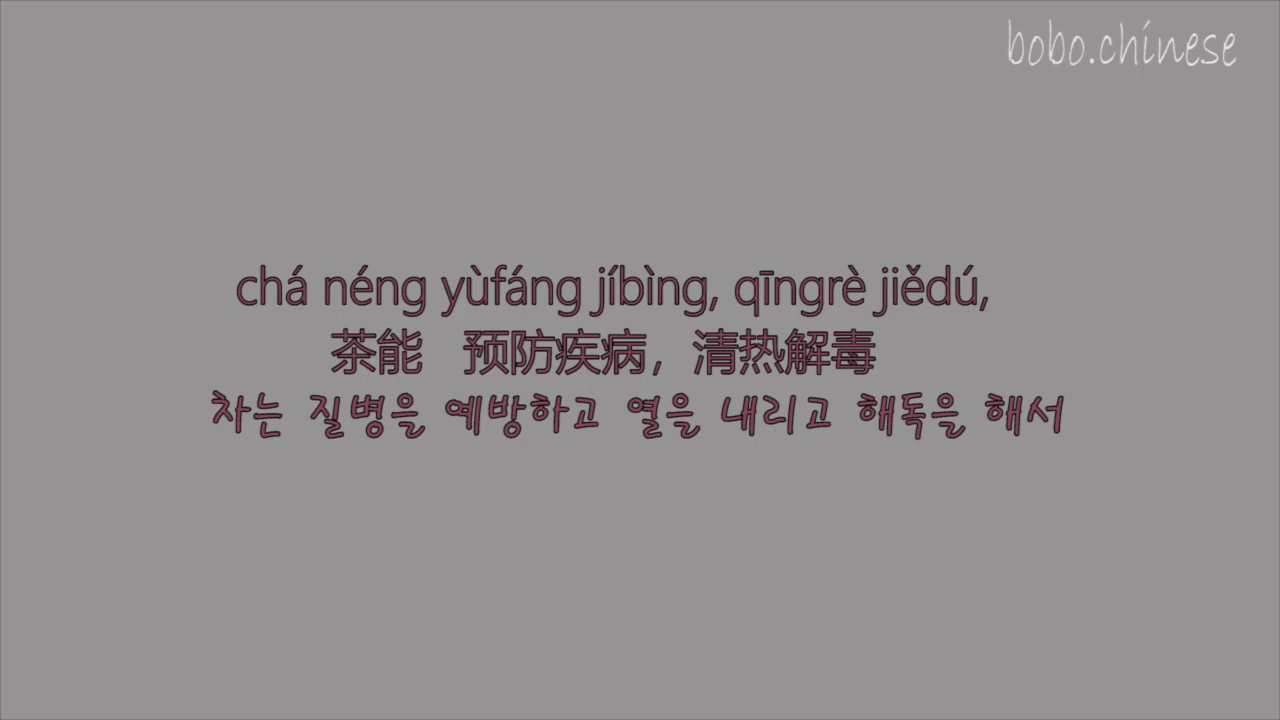 bobo.chinese
chá néng yùfáng jíbìng, qīngrè jiědú,
茶能 预防疾病，清热解毒
차는 질병을 예방하고 열을 내리고 해독을 해서